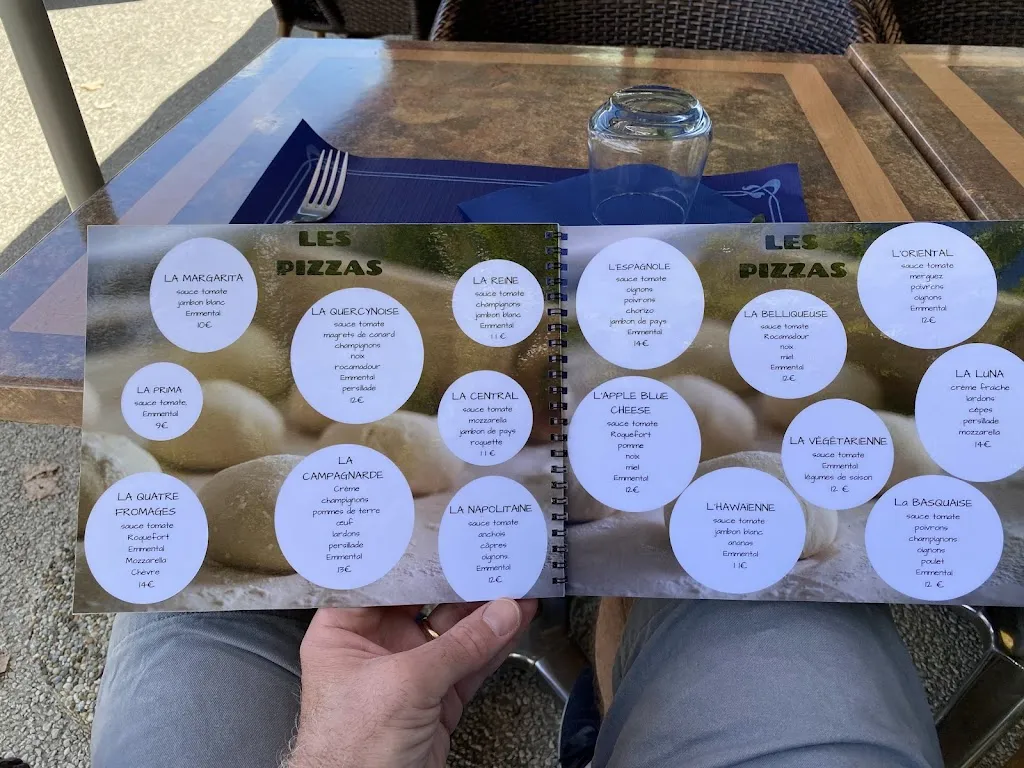 LES
PIZZAS
LA MARGARITA
sauce tomate
jambon blanc
Emmental
10€
LA QUERCYNOISE
sauce tomate
magrets de canard
champignons
noix
rocamadour
Emmental
persillade
12€
LA REINE
sauce tomate
champignons
jambon blanc
Emmental
11€
LA PRIMA
sauce tomate,
Emmental
9€
LA CENTRAL
sauce tomate
mozzarella
jambon de pays
roquette
11€
LA QUATRE
FROMAGES
sauce tomate
Roquefort
Emmental
Mozzarella
Chèvre
14€
LA
CAMPAGNARDE
Crème
champignons
pommes de terre
œuf
lardons
persillade
Emmental
13€
LA NAPOLITAINE
sauce tomate
anchois
câpres
oignons
Emmental
12€
LES
PIZZAS
L'ESPAGNOLE
sauce tomate
oignons
poivrons
chorizo
jambon de pays
Emmental
14€
LA BELLIQUEUSE
sauce tomate
Rocamadour
noix
miel
Emmental
12€
L'ORIENTAL
sauce tomate
merguez
poivrons
oignons
Emmental
12€
L'APPLE BLUE
CHEESE
sauce tomate
Roquefort
pomme
noix
miel
Emmental
12€
LA VÉGÉTARIENNE
sauce tomate
Emmental
légumes de saison
12 €
LA LUNA
crème fraiche
lardons
cèpes
persillade
mozzarella
14€
L'HAWAIENNE
sauce tomate
jambon blanc
ananas
Emmental
11€
La BASQUAISE
sauce tomate
poivrons
champignons
oignons
poulet
Emmental
12 €